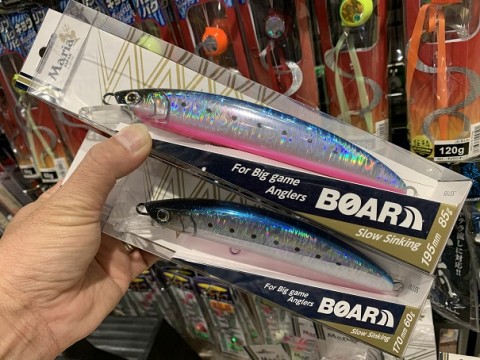 Maria
For Big game
Anglers
BOAR
Slow Sinking
195mm 85g
For Big game
Anglers
BOAR
Slow Sinking
170mm 60g
120g